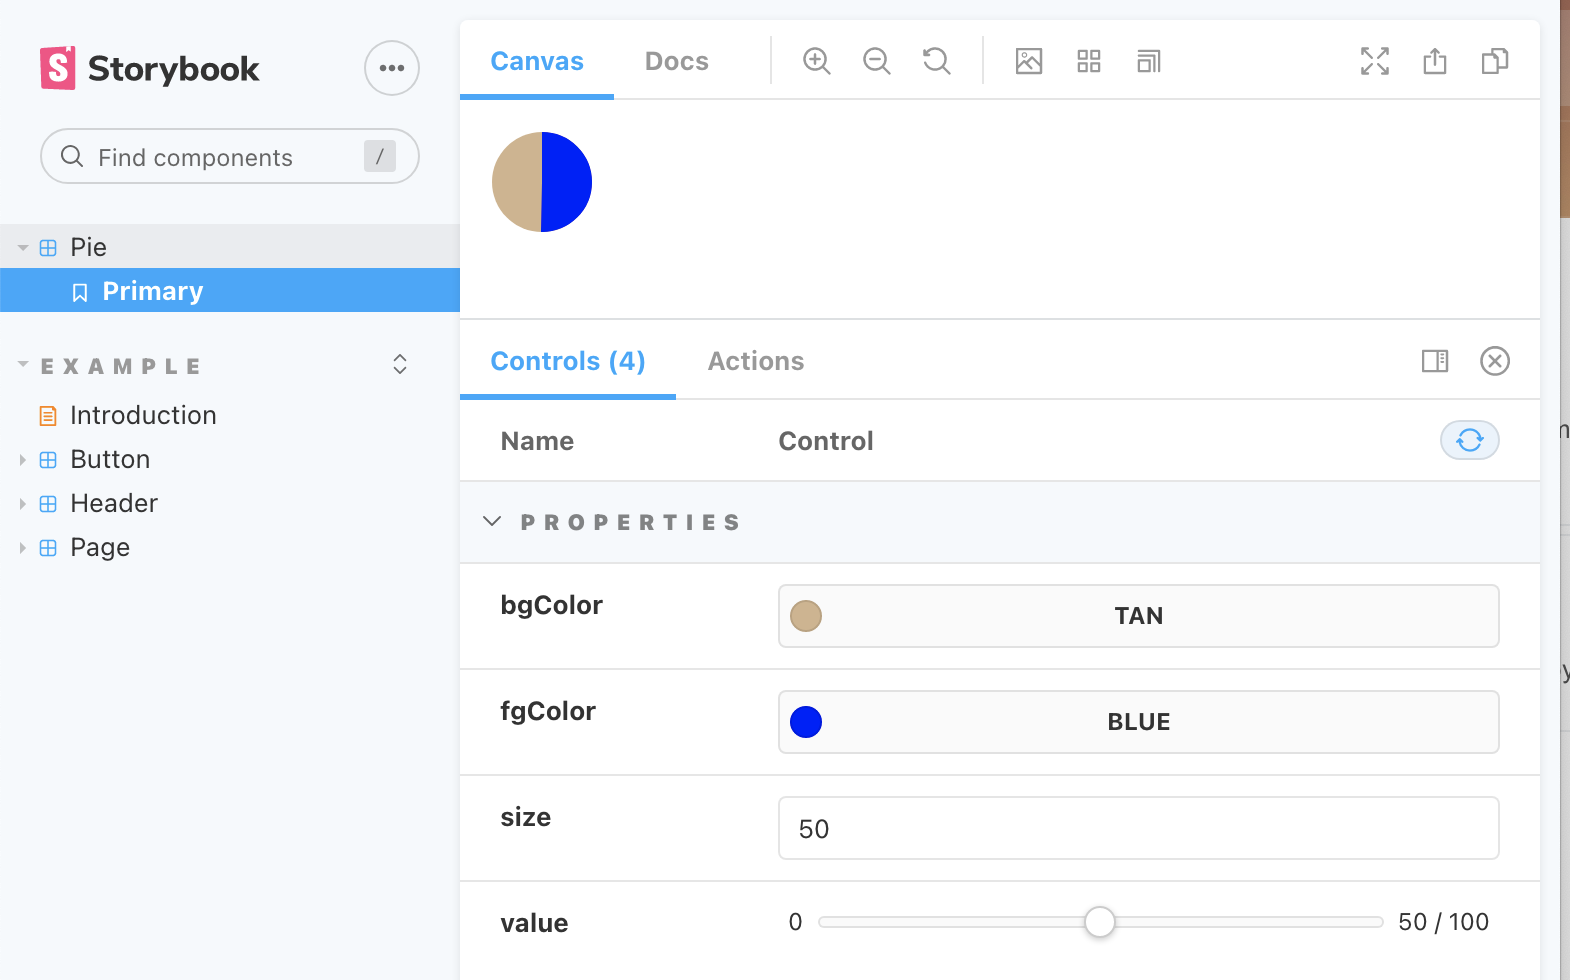 Storybook
Find components
/
Pie
Primary
EXAMPLE
Introduction
Button
Header
Page
Canvas
Docs
Controls (4)
Actions
Name
Control
PROPERTIES
bgColor
TAN
fgColor
BLUE
size
50
value
0
50 / 100